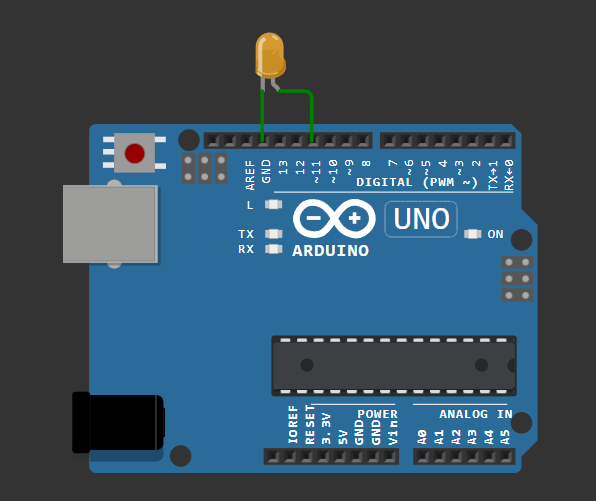 AREF GND 13 12 ~11 ~10 ~9 8 7 ~6 ~5 4 ~3 2 TX→1 RX←0
DIGITAL (PWM ~)
L
UNO
TX
ON
RX
ARDUINO
POWER
ANALOG IN
IOREF RESET 3.3V 5V GND GND Vin A0 A1 A2 A3 A4 A5